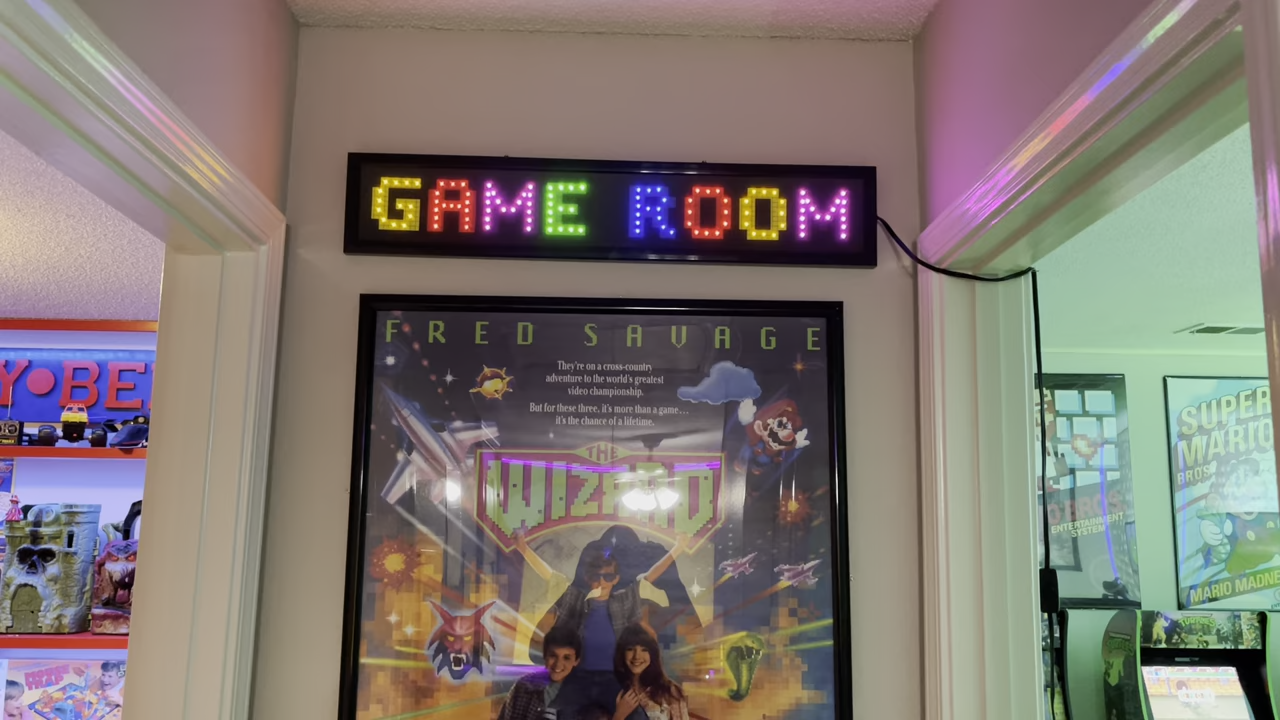 GAME ROOM
FRED SAVAGE
They're on a cross-country
adventure to the world's greatest
video championship.
But for these three, it's more than a game...
it's the chance of a lifetime.
THE
WIZARD
Y•BE
ENTERTAINMENT
SYSTEM
SUPER
MARIO
BROS
MARIO MADNE
TURTLES